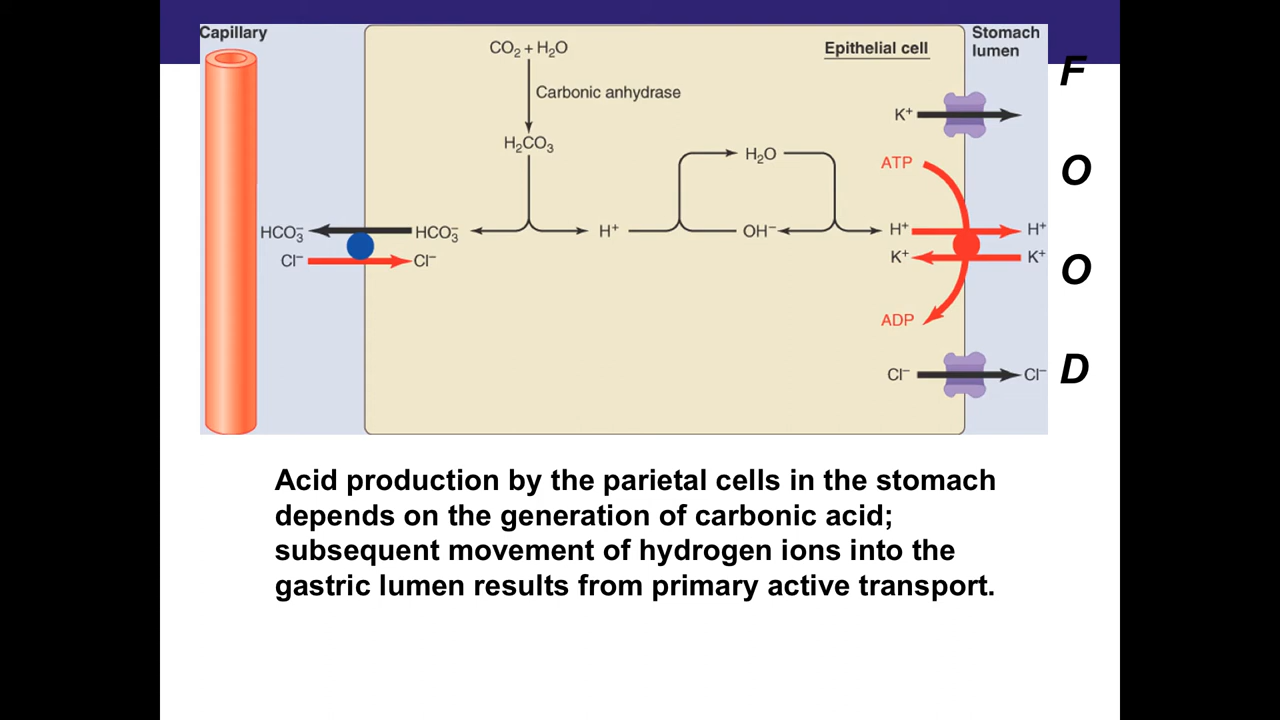 Capillary
CO₂ + H₂O
Epithelial cell
Stomach
lumen
F
Carbonic anhydrase
K⁺
H₂CO₃
H₂O
ATP
O
HCO₃⁻
HCO₃⁻
H⁺
OH⁻
H⁺
H⁺
Cl⁻
Cl⁻
K⁺
K⁺
O
ADP
Cl⁻
Cl⁻
D
Acid production by the parietal cells in the stomach
depends on the generation of carbonic acid;
subsequent movement of hydrogen ions into the
gastric lumen results from primary active transport.